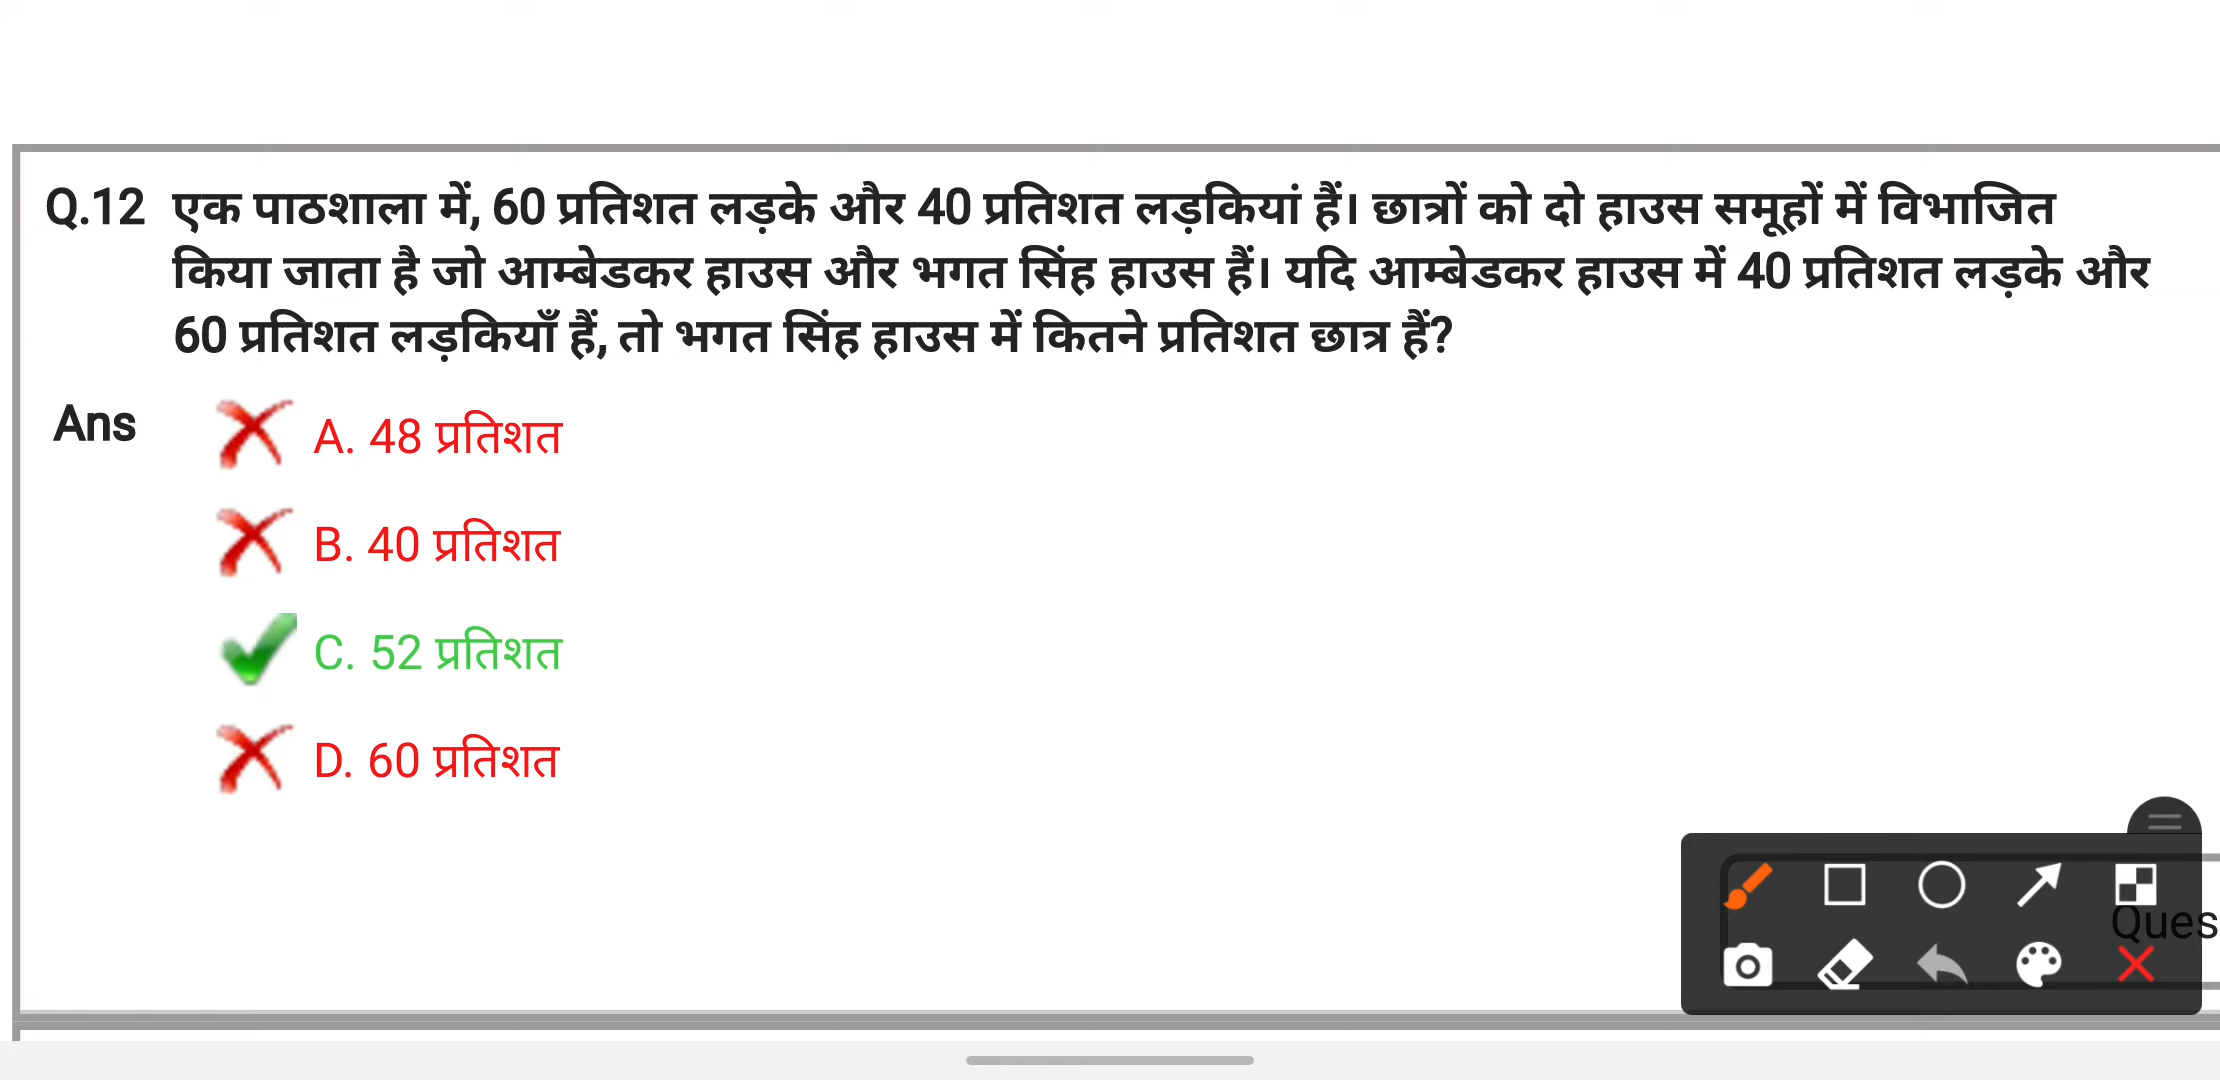 Q.12 एक पाठशाला में, 60 प्रतिशत लड़के और 40 प्रतिशत लड़कियां हैं। छात्रों को दो हाउस समूहों में विभाजित
किया जाता है जो आम्बेडकर हाउस और भगत सिंह हाउस हैं। यदि आम्बेडकर हाउस में 40 प्रतिशत लड़के और
60 प्रतिशत लड़कियाँ हैं, तो भगत सिंह हाउस में कितने प्रतिशत छात्र हैं?
Ans A. 48 प्रतिशत
B. 40 प्रतिशत
C. 52 प्रतिशत
D. 60 प्रतिशत
Ques